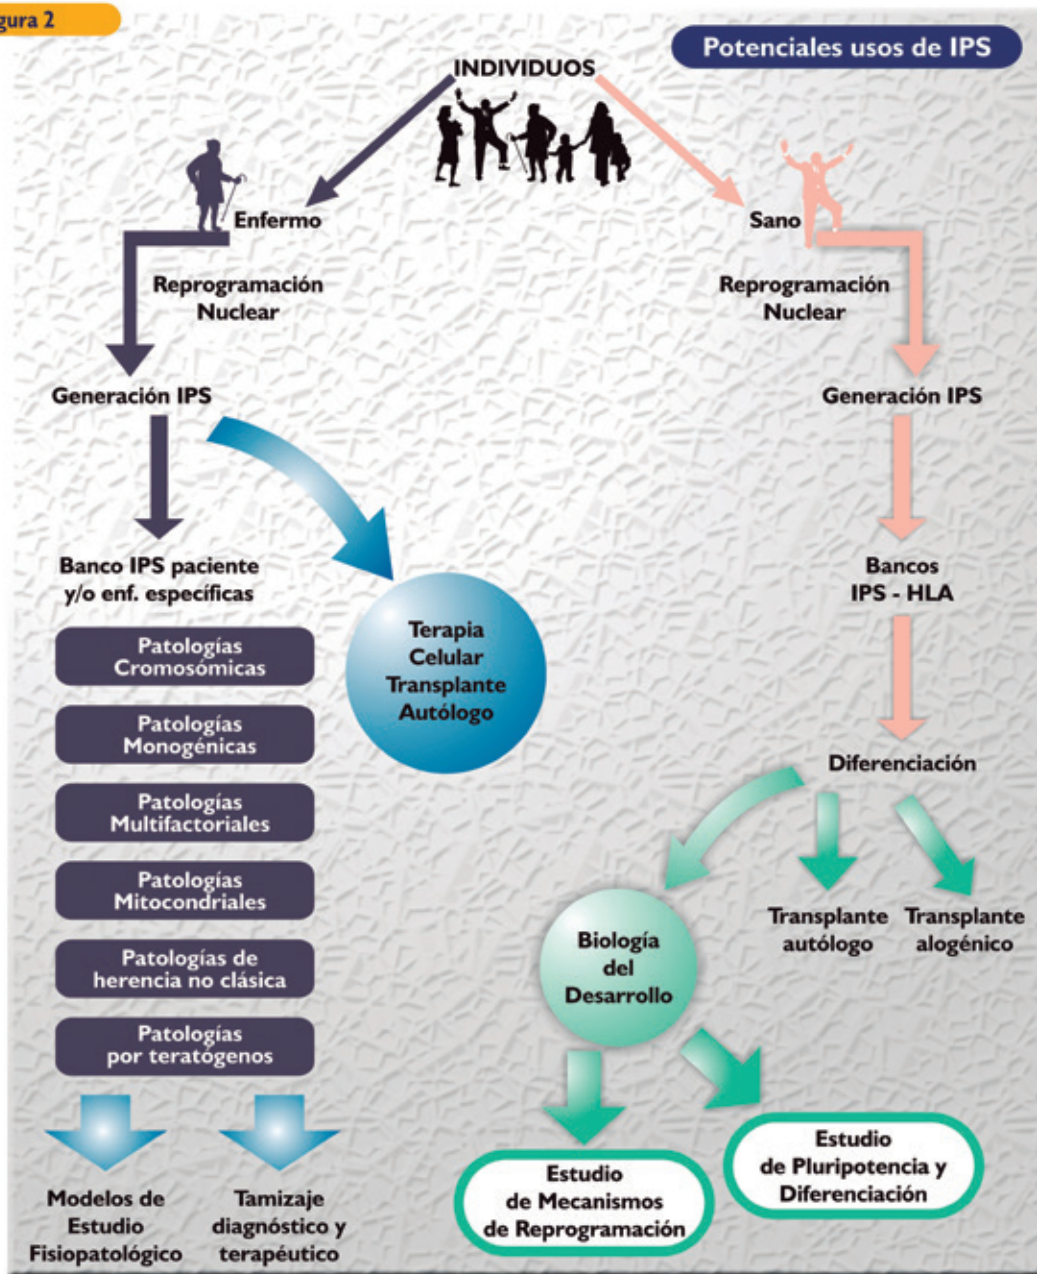 gura 2
Potenciales usos de IPS
INDIVIDUOS
Enfermo
Sano
Reprogramación
Nuclear
Reprogramación
Nuclear
Generación IPS
Generación IPS
Banco IPS paciente
y/o enf. específicas
Bancos
IPS - HLA
Terapia
Celular
Transplante
Autólogo
Patologías
Cromosómicas
Patologías
Monogénicas
Patologías
Multifactoriales
Patologías
Mitocondriales
Patologías de
herencia no clásica
Patologías
por teratógenos
Diferenciación
Transplante
autólogo
Transplante
alogénico
Biología
del
Desarrollo
Modelos de
Estudio
Fisiopatológico
Tamizaje
diagnóstico y
terapéutico
Estudio
de Mecanismos
de Reprogramación
Estudio
de Pluripotencia y
Diferenciación